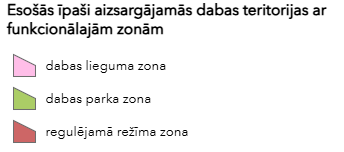 Esošās īpaši aizsargājamās dabas teritorijas ar
funkcionālajām zonām
dabas lieguma zona
dabas parka zona
regulējamā režīma zona